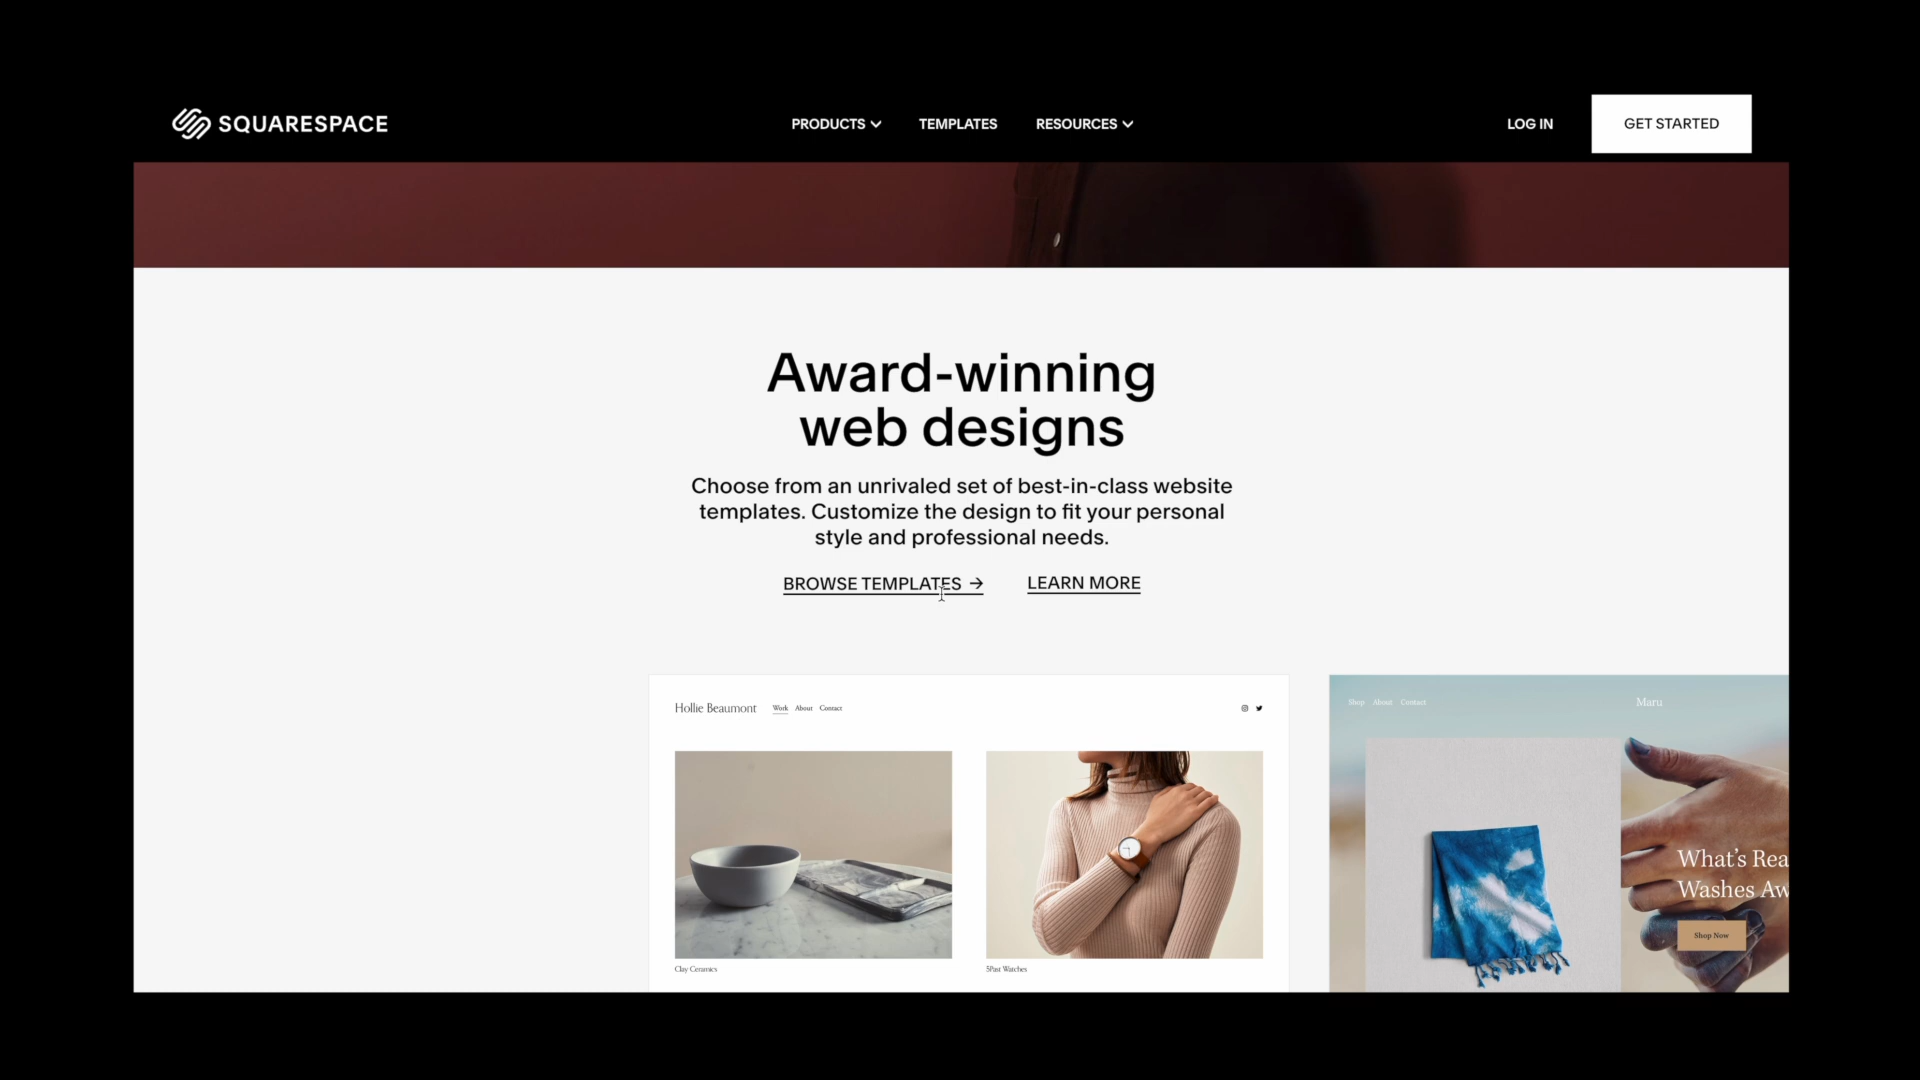 SQUARESPACE
PRODUCTS
TEMPLATES
RESOURCES
LOG IN
GET STARTED
Award-winning
web designs
Choose from an unrivaled set of best-in-class website
templates. Customize the design to fit your personal
style and professional needs.
BROWSE TEMPLATES →
LEARN MORE
Hollie Beaumont
Work
About
Contact
Clay Ceramics
5Past Watches
Shop
About
Contact
Maru
What's Rea
Washes Aw
Shop Now